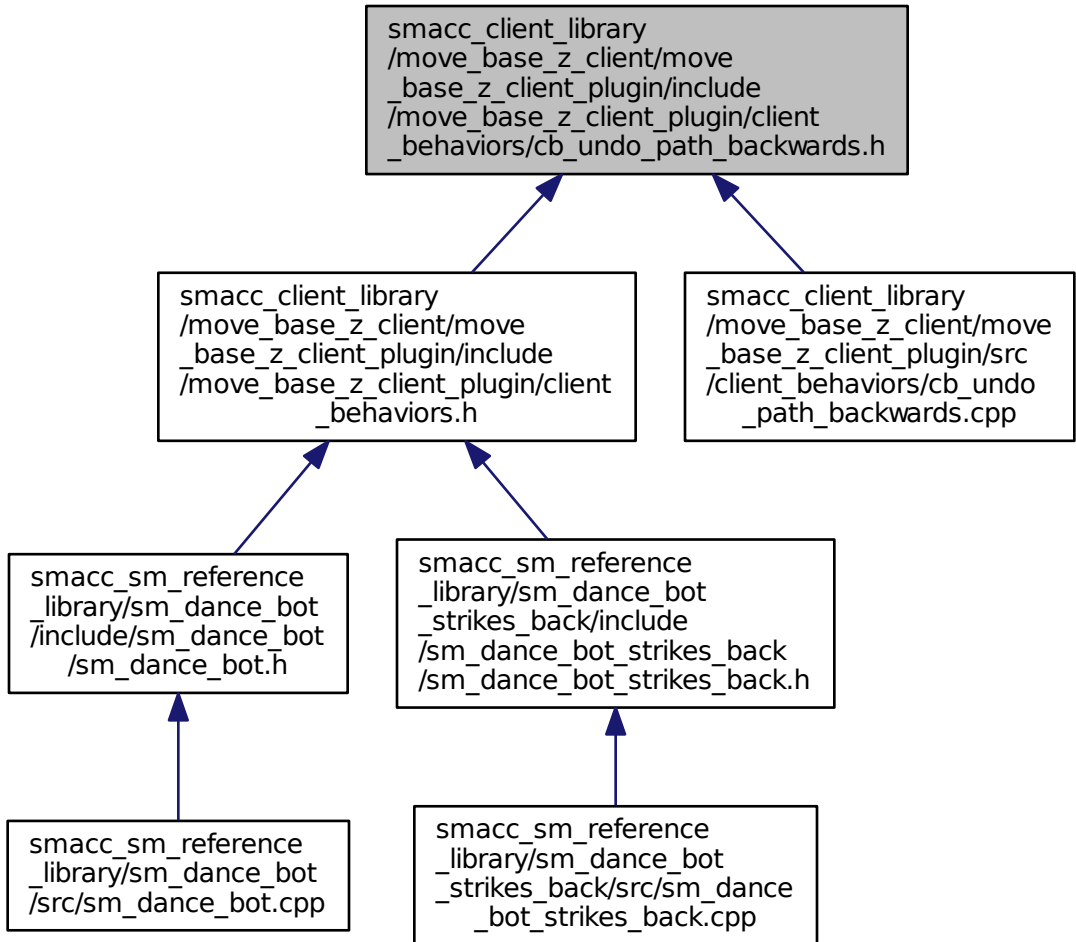 smacc_client_library
/move_base_z_client/move
_base_z_client_plugin/include
/move_base_z_client_plugin/client
_behaviors/cb_undo_path_backwards.h
smacc_client_library
/move_base_z_client/move
_base_z_client_plugin/include
/move_base_z_client_plugin/client
_behaviors.h
smacc_client_library
/move_base_z_client/move
_base_z_client_plugin/src
/client_behaviors/cb_undo
_path_backwards.cpp
smacc_sm_reference
_library/sm_dance_bot
/include/sm_dance_bot
/sm_dance_bot.h
smacc_sm_reference
_library/sm_dance_bot
_strikes_back/include
/sm_dance_bot_strikes_back
/sm_dance_bot_strikes_back.h
smacc_sm_reference
_library/sm_dance_bot
/src/sm_dance_bot.cpp
smacc_sm_reference
_library/sm_dance_bot
_strikes_back/src/sm_dance
_bot_strikes_back.cpp